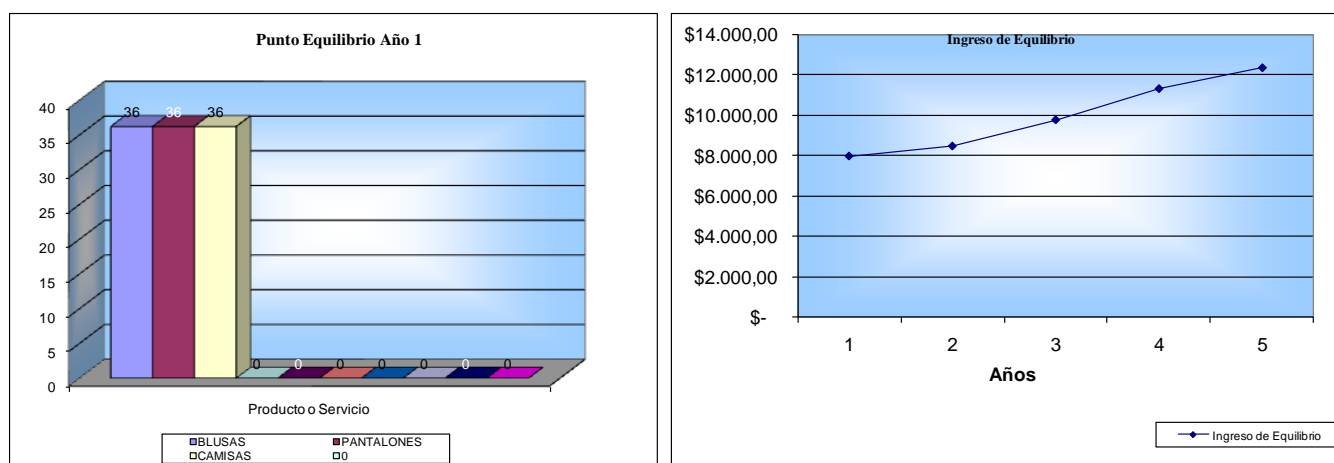 Punto Equilibrio Año 1
40
35
30
25
20
15
10
5
0
36 36 36 0 0 0 0 0 0 0
Producto o Servicio
BLUSAS PANTALONES
CAMISAS 0
Ingreso de Equilibrio
$14.000,00
$12.000,00
$10.000,00
$8.000,00
$6.000,00
$4.000,00
$2.000,00
$-
1 2 3 4 5
Años
Ingreso de Equilibrio